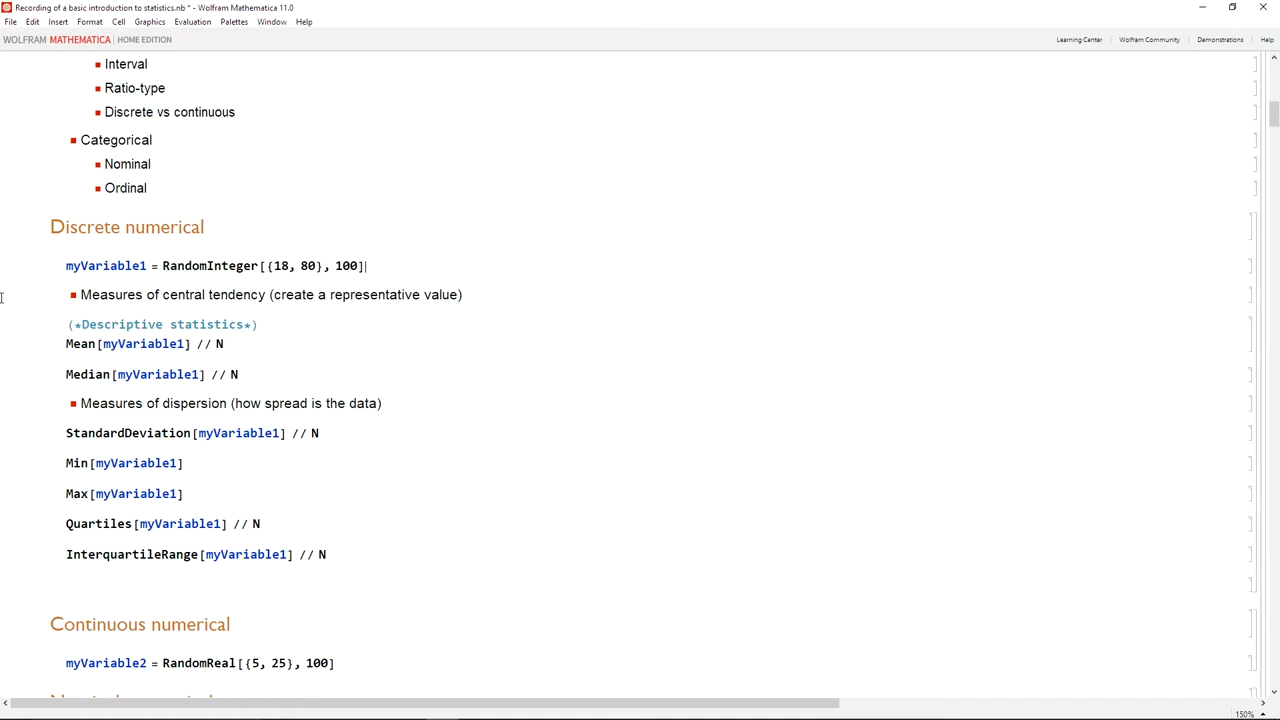 Recording of a basic introduction to statistics.nb * - Wolfram Mathematica 11.0
File Edit Insert Format Cell Graphics Evaluation Palettes Window Help
WOLFRAM MATHEMATICA | HOME EDITION
Learning Center | Wolfram Community | Demonstrations | Help
Interval
Ratio-type
Discrete vs continuous
Categorical
Nominal
Ordinal
Discrete numerical
myVariable1 = RandomInteger[{18, 80}, 100]
Measures of central tendency (create a representative value)
(*Descriptive statistics*)
Mean[myVariable1] // N
Median[myVariable1] // N
Measures of dispersion (how spread is the data)
StandardDeviation[myVariable1] // N
Min[myVariable1]
Max[myVariable1]
Quartiles[myVariable1] // N
InterquartileRange[myVariable1] // N
Continuous numerical
myVariable2 = RandomReal[{5, 25}, 100]
150%